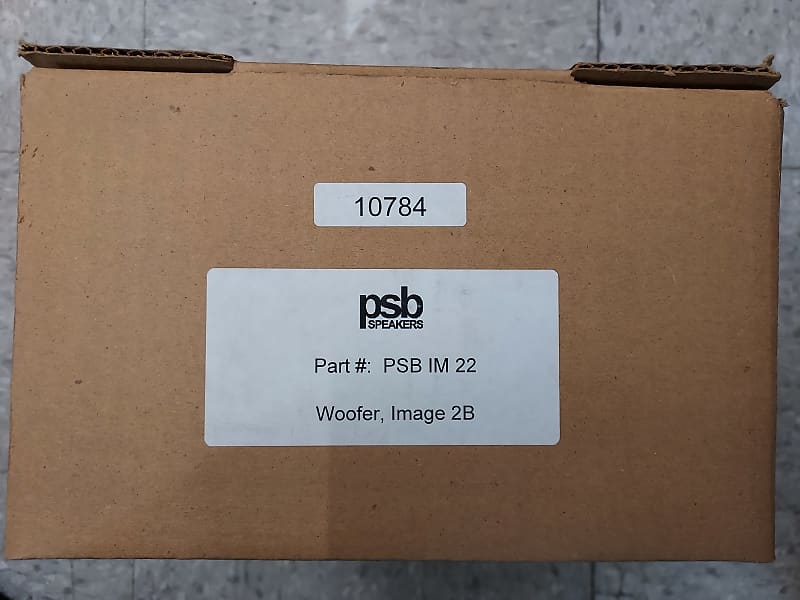 10784
psb
SPEAKERS
Part #: PSB IM 22
Woofer, Image 2B